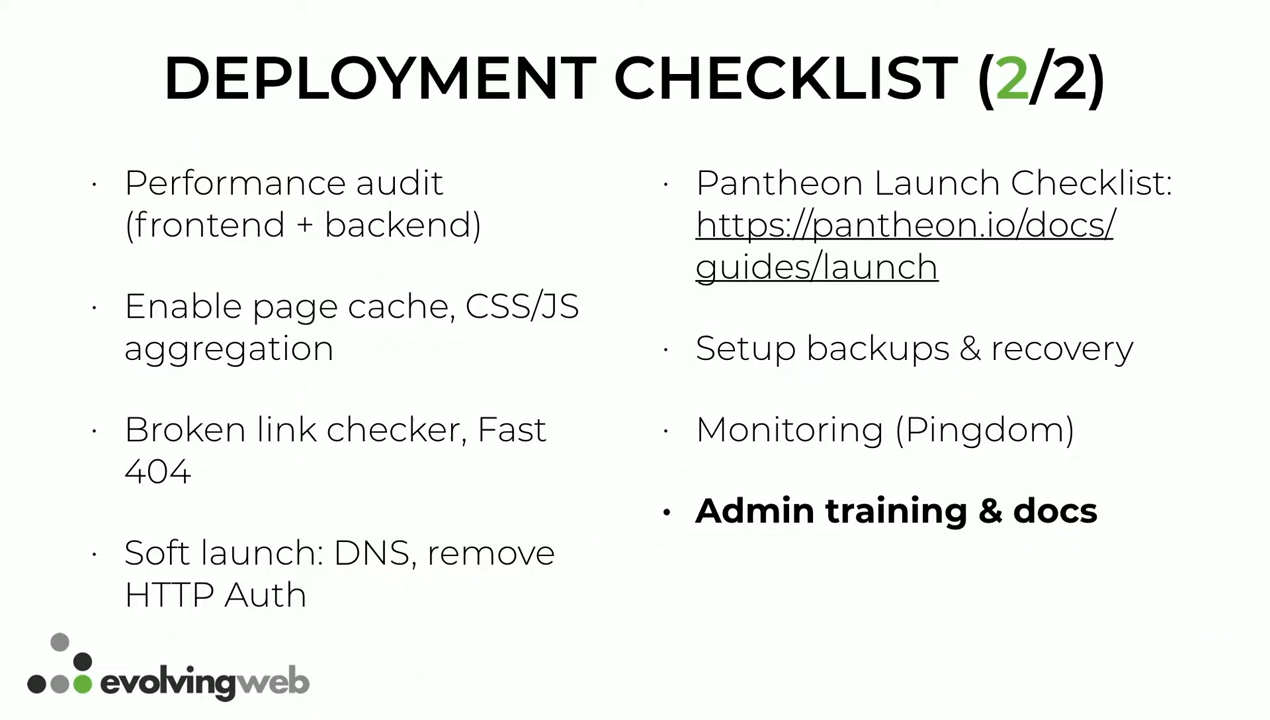 DEPLOYMENT CHECKLIST (2/2)
· Performance audit
(frontend + backend)
· Enable page cache, CSS/JS
aggregation
· Broken link checker, Fast
404
· Soft launch: DNS, remove
HTTP Auth
· Pantheon Launch Checklist:
https://pantheon.io/docs/
guides/launch
· Setup backups & recovery
· Monitoring (Pingdom)
· Admin training & docs
evolvingweb